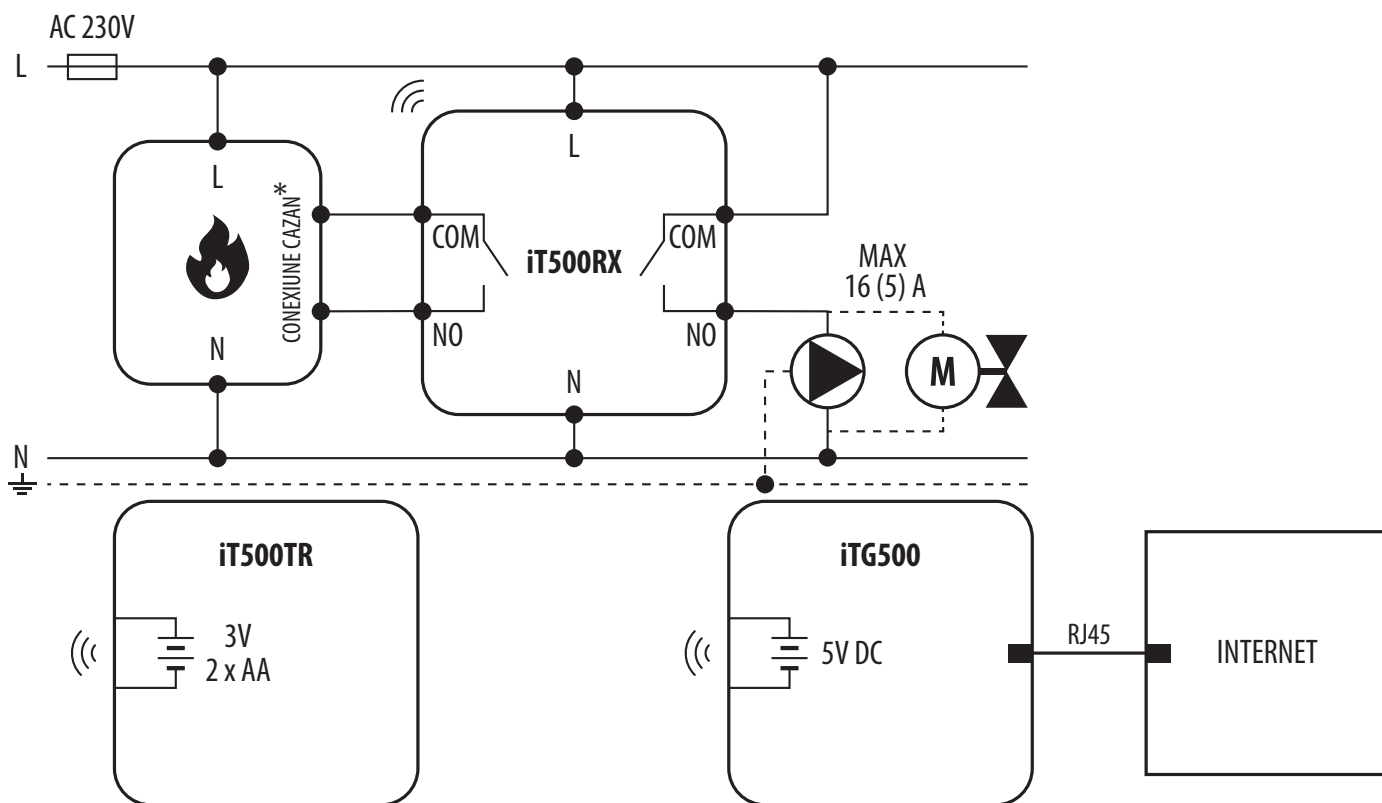 AC 230V
L
L
L
CONEXIUNE CAZAN*
COM
iT500RX
COM
MAX
16 (5) A
N
NO
NO
M
N
N
iT500TR
3V
2 x AA
iTG500
5V DC
RJ45
INTERNET